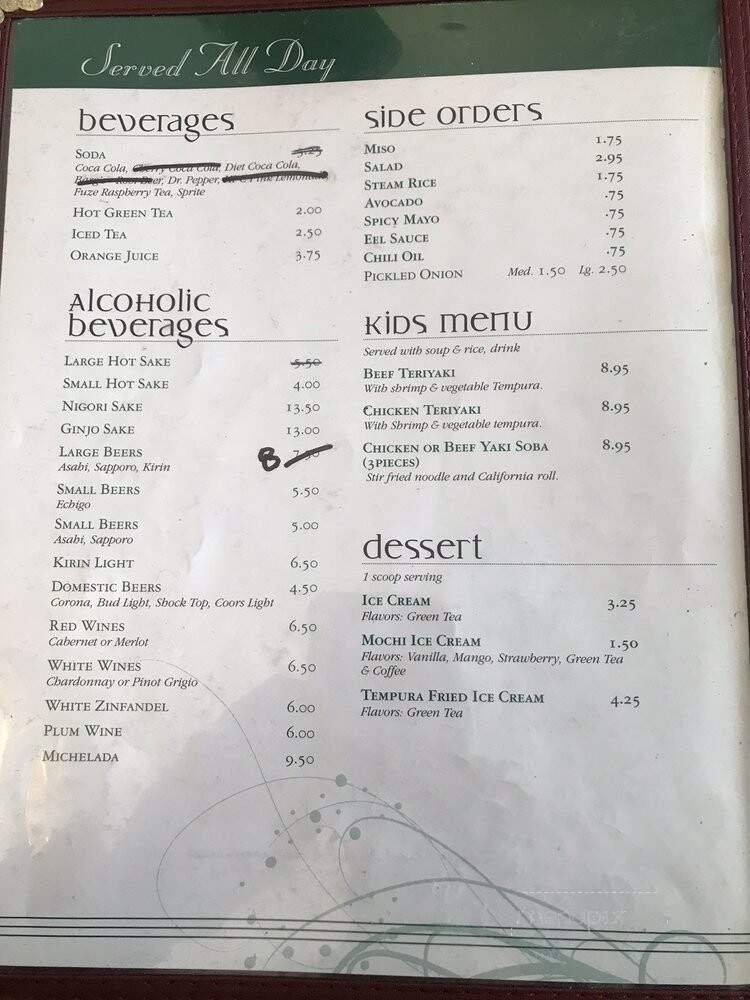 Served All Day
beverages
SODA 3.25
Coca Cola, Cherry Coca Cola, Diet Coca Cola,
Root Beer, Dr. Pepper, Pink Lemonade,
Fuze Raspberry Tea, Sprite
HOT GREEN TEA 2.00
ICED TEA 2.50
ORANGE JUICE 3.75
Alcoholic
beverages
LARGE HOT SAKE 5.50
SMALL HOT SAKE 4.00
NIGORI SAKE 13.50
GINJO SAKE 13.00
LARGE BEERS 8
Asahi, Sapporo, Kirin
SMALL BEERS 5.50
Echigo
SMALL BEERS 5.00
Asahi, Sapporo
KIRIN LIGHT 6.50
DOMESTIC BEERS 4.50
Corona, Bud Light, Shock Top, Coors Light
RED WINES 6.50
Cabernet or Merlot
WHITE WINES 6.50
Chardonnay or Pinot Grigio
WHITE ZINFANDEL 6.00
PLUM WINE 6.00
MICHELADA 9.50
side orders
MISO 1.75
SALAD 2.95
STEAM RICE 1.75
AVOCADO .75
SPICY MAYO .75
EEL SAUCE .75
CHILI OIL .75
PICKLED ONION Med. 1.50 Lg. 2.50
kids menu
Served with soup & rice, drink
BEEF TERIYAKI 8.95
With shrimp & vegetable Tempura.
CHICKEN TERIYAKI 8.95
With Shrimp & vegetable tempura.
CHICKEN OR BEEF YAKI SOBA 8.95
(3PIECES)
Stir fried noodle and California roll.
dessert
1 scoop serving
ICE CREAM 3.25
Flavors: Green Tea
MOCHI ICE CREAM 1.50
Flavors: Vanilla, Mango, Strawberry, Green Tea
& Coffee
TEMPURA FRIED ICE CREAM 4.25
Flavors: Green Tea